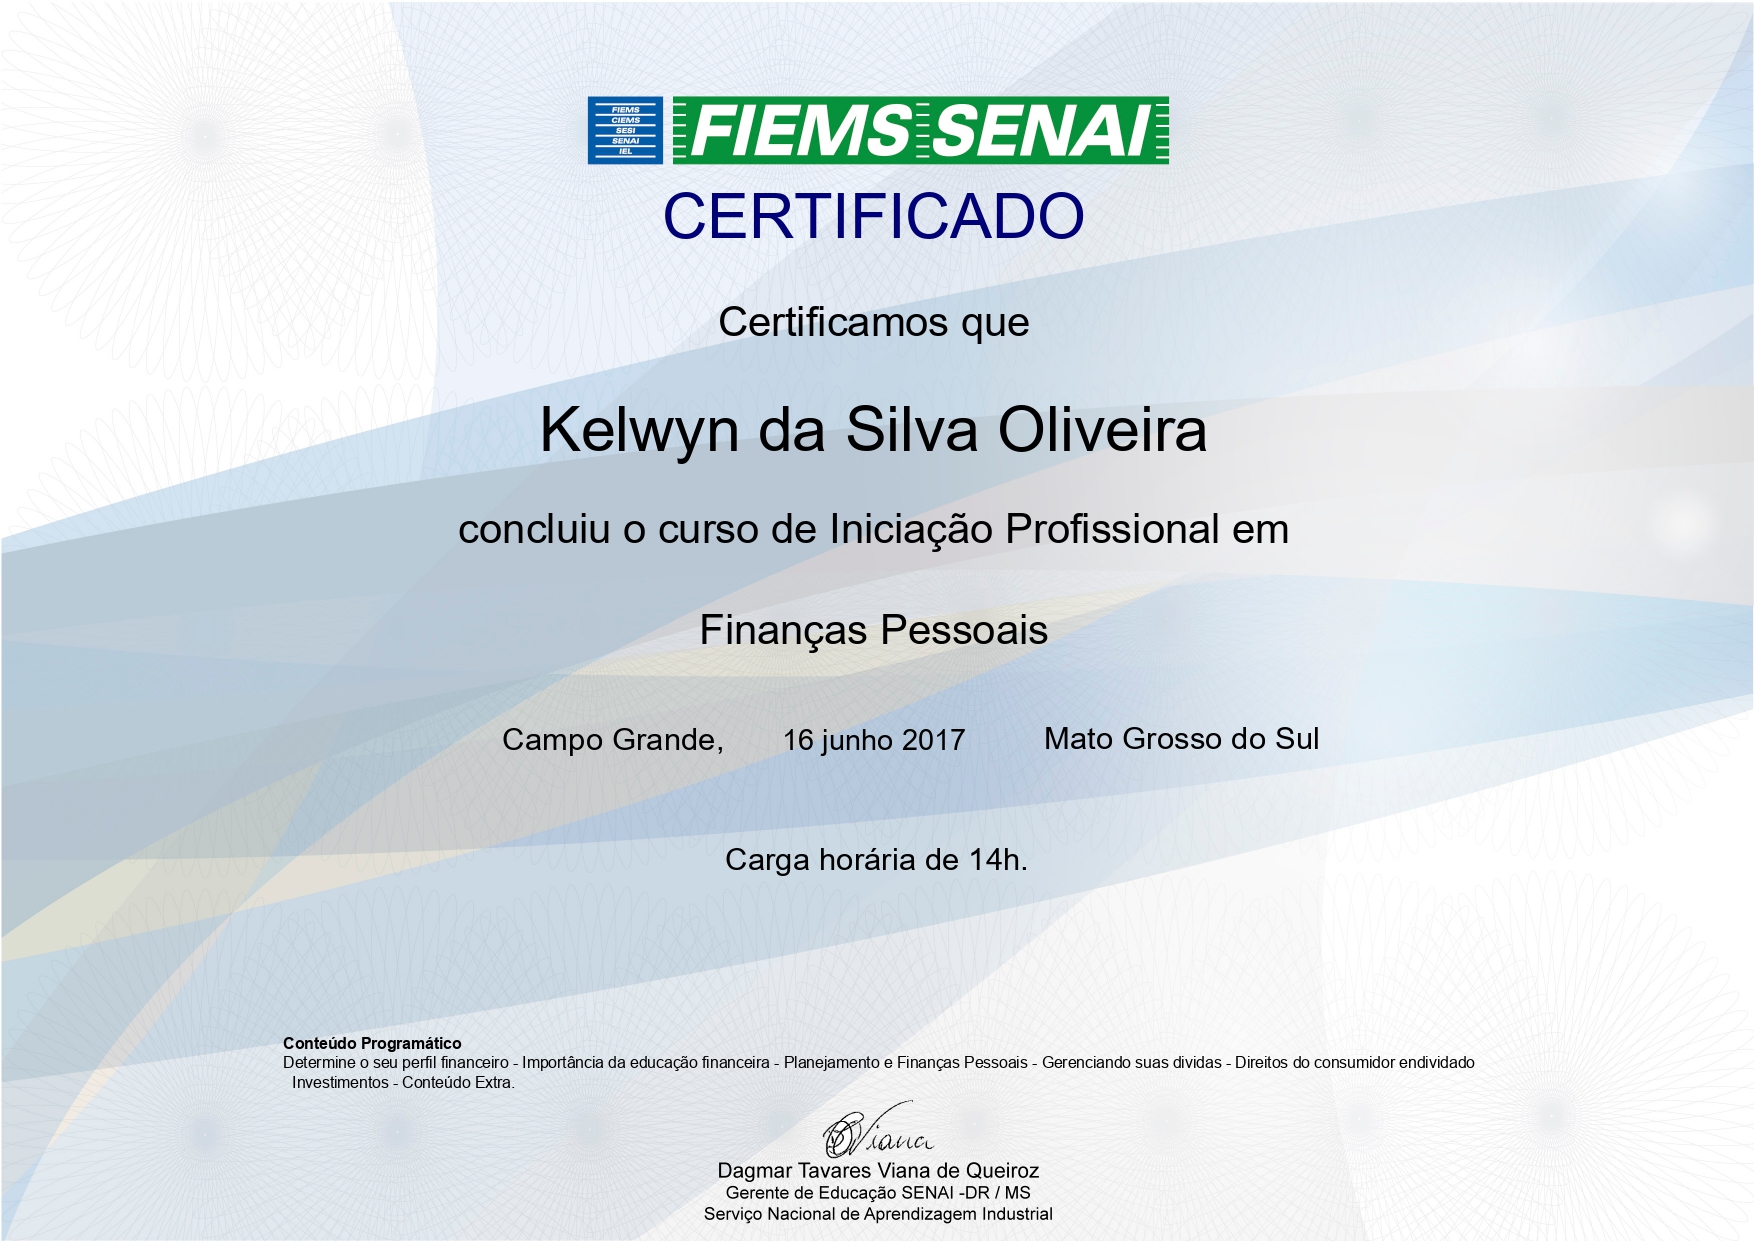 FIEMS
CIEMS
SESI
SENAI
IEL
FIEMS SENAI
CERTIFICADO
Certificamos que
Kelwyn da Silva Oliveira
concluiu o curso de Iniciação Profissional em
Finanças Pessoais
Campo Grande, 16 junho 2017 Mato Grosso do Sul
Carga horária de 14h.
Conteúdo Programático
Determine o seu perfil financeiro - Importância da educação financeira - Planejamento e Finanças Pessoais - Gerenciando suas dividas - Direitos do consumidor endividado
Investimentos - Conteúdo Extra.
Viana
Dagmar Tavares Viana de Queiroz
Gerente de Educação SENAI -DR / MS
Serviço Nacional de Aprendizagem Industrial